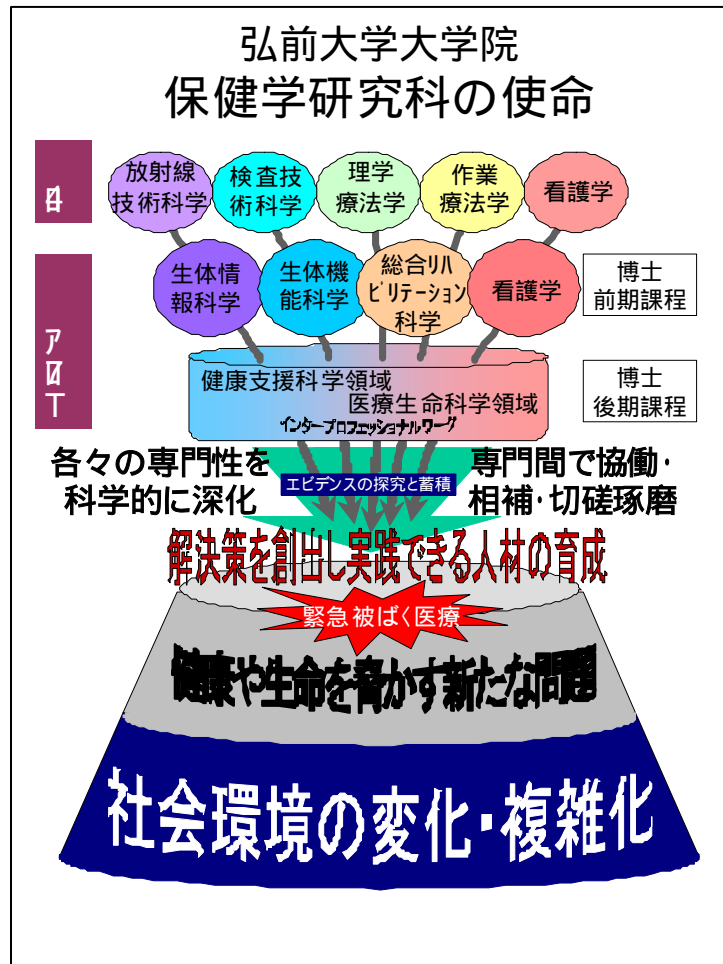 弘前大学大学院
保健学研究科の使命
放射線
技術科学
検査技
術科学
理学
療法学
作業
療法学
看護学
生体情
報科学
生体機
能科学
総合リハ
ビリテーション
科学
看護学
博士
前期課程
健康支援科学領域
医療生命科学領域
インタープロフェッショナルワーク
博士
後期課程
各々の専門性を
科学的に深化
エビデンスの探究と蓄積
専門間で協働・
相補・切磋琢磨
解決策を創出し実践できる人材の育成
緊急被ばく医療
健康や生命を脅かす新たな問題
社会環境の変化・複雑化